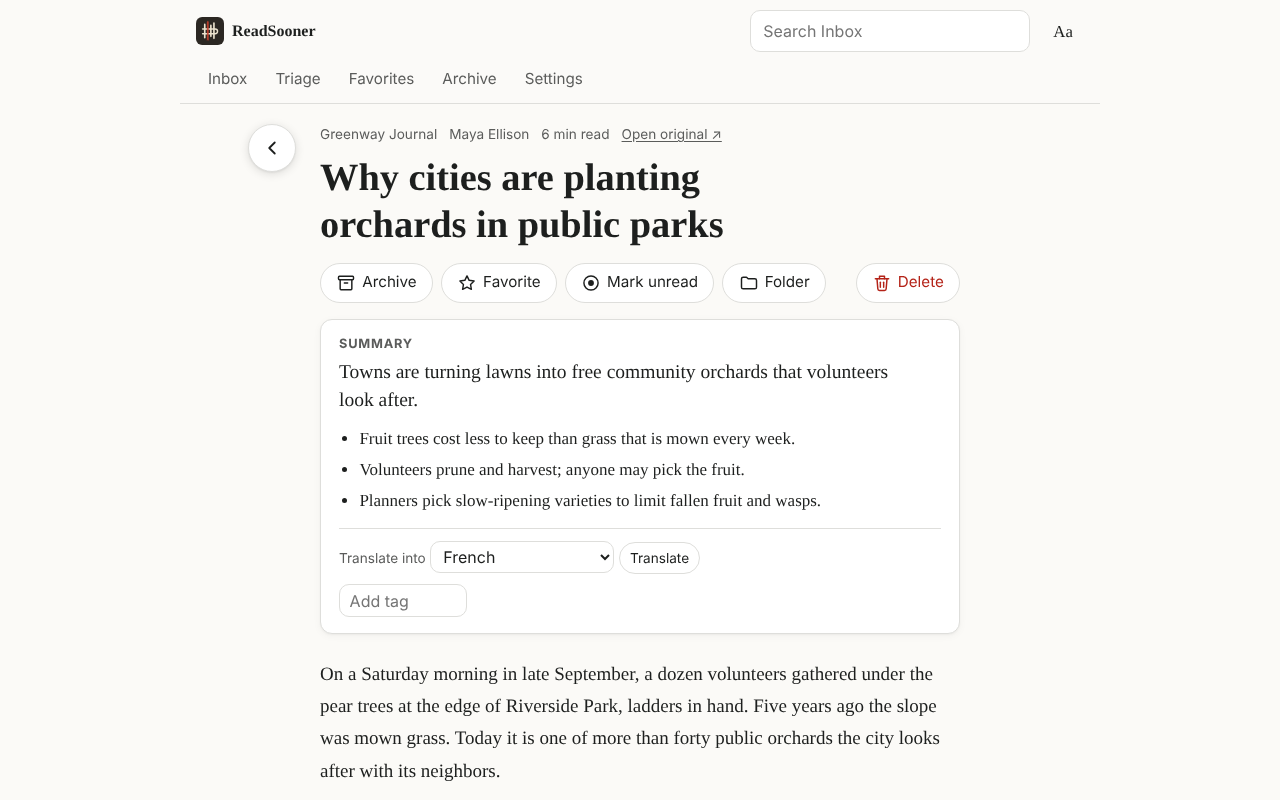 ReadSooner
Search Inbox
Aa
Inbox Triage Favorites Archive Settings
Greenway Journal Maya Ellison 6 min read Open original ↗
Why cities are planting
orchards in public parks
Archive Favorite Mark unread Folder Delete
SUMMARY
Towns are turning lawns into free community orchards that volunteers
look after.
• Fruit trees cost less to keep than grass that is mown every week.
• Volunteers prune and harvest; anyone may pick the fruit.
• Planners pick slow-ripening varieties to limit fallen fruit and wasps.
Translate into French Translate
Add tag
On a Saturday morning in late September, a dozen volunteers gathered under the
pear trees at the edge of Riverside Park, ladders in hand. Five years ago the slope
was mown grass. Today it is one of more than forty public orchards the city looks
after with its neighbors.